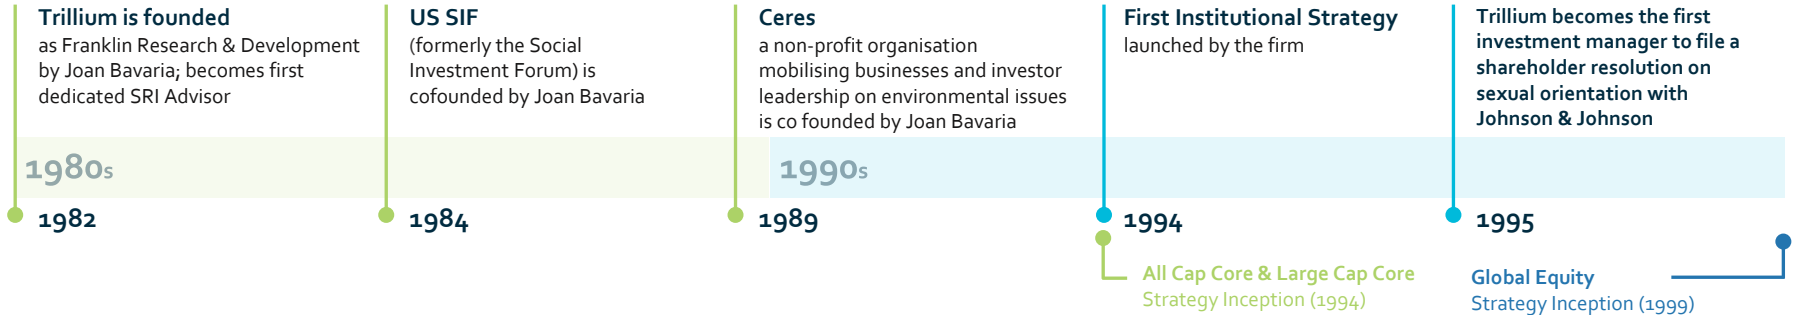 Trillium is founded
as Franklin Research & Development
by Joan Bavaria; becomes first
dedicated SRI Advisor
US SIF
(formerly the Social
Investment Forum) is
cofounded by Joan Bavaria
Ceres
a non-profit organisation
mobilising businesses and investor
leadership on environmental issues
is co founded by Joan Bavaria
First Institutional Strategy
launched by the firm
Trillium becomes the first
investment manager to file a
shareholder resolution on
sexual orientation with
Johnson & Johnson
1980s
1990s
1982
1984
1989
1994
1995
All Cap Core & Large Cap Core
Strategy Inception (1994)
Global Equity
Strategy Inception (1999)